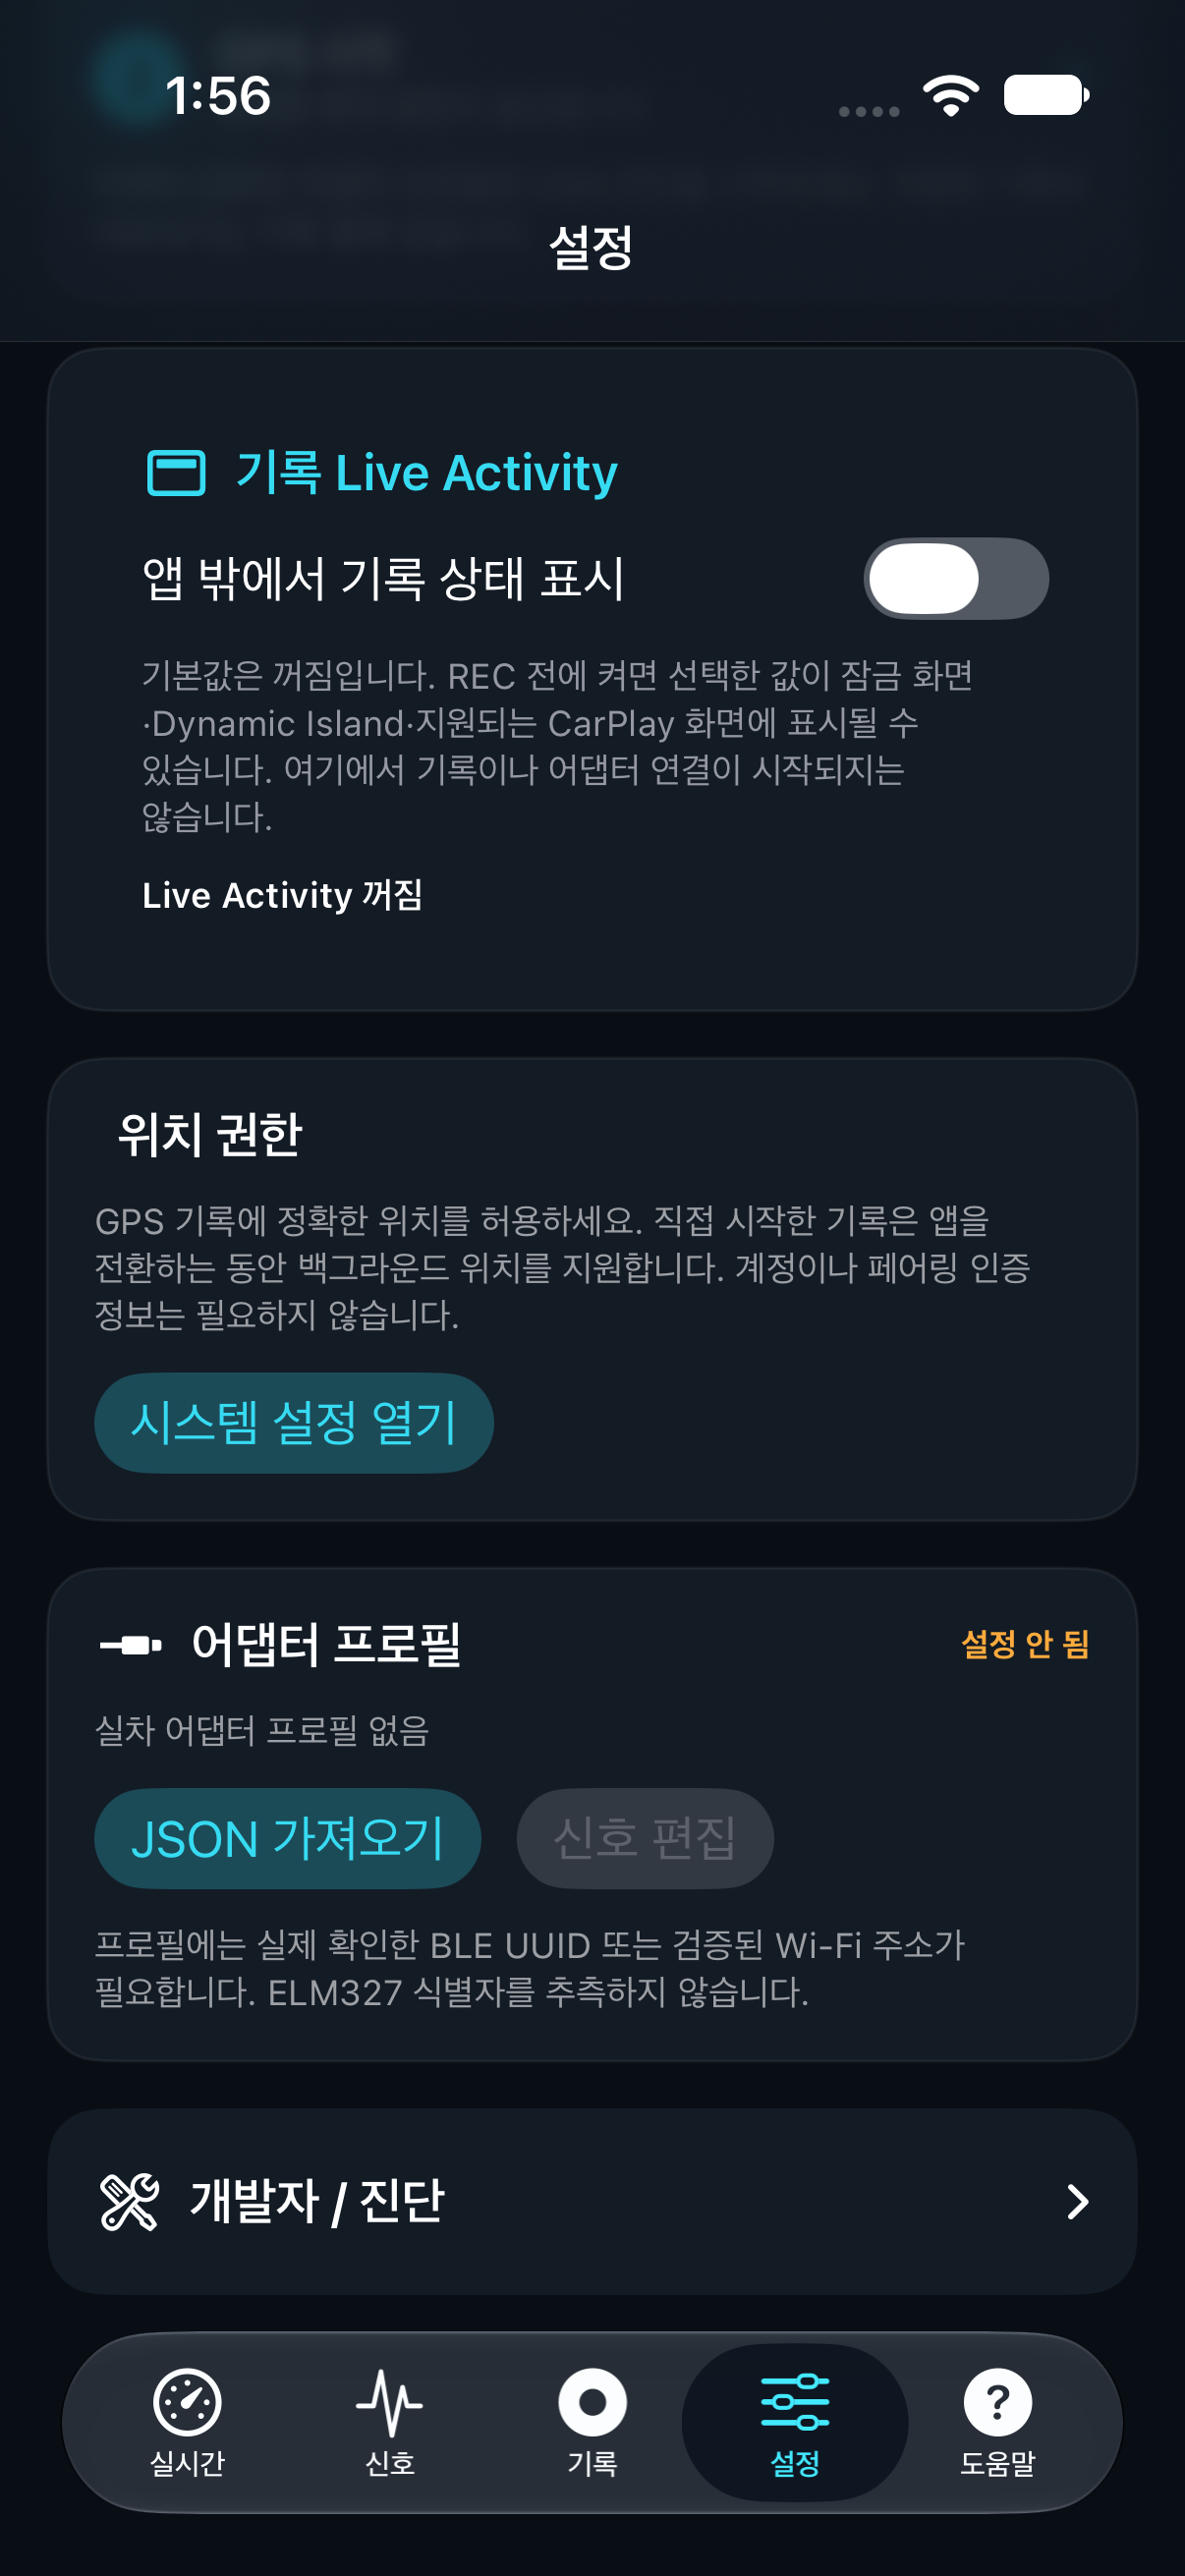 1:56
설정
기록 Live Activity
앱 밖에서 기록 상태 표시
기본값은 꺼짐입니다. REC 전에 켜면 선택한 값이 잠금 화면
·Dynamic Island·지원되는 CarPlay 화면에 표시될 수
있습니다. 여기에서 기록이나 어댑터 연결이 시작되지는
않습니다.
Live Activity 꺼짐
위치 권한
GPS 기록에 정확한 위치를 허용하세요. 직접 시작한 기록은 앱을
전환하는 동안 백그라운드 위치를 지원합니다. 계정이나 페어링 인증
정보는 필요하지 않습니다.
시스템 설정 열기
어댑터 프로필
설정 안 됨
실차 어댑터 프로필 없음
JSON 가져오기
신호 편집
프로필에는 실제 확인한 BLE UUID 또는 검증된 Wi-Fi 주소가
필요합니다. ELM327 식별자를 추측하지 않습니다.
개발자 / 진단
실시간
신호
기록
설정
도움말